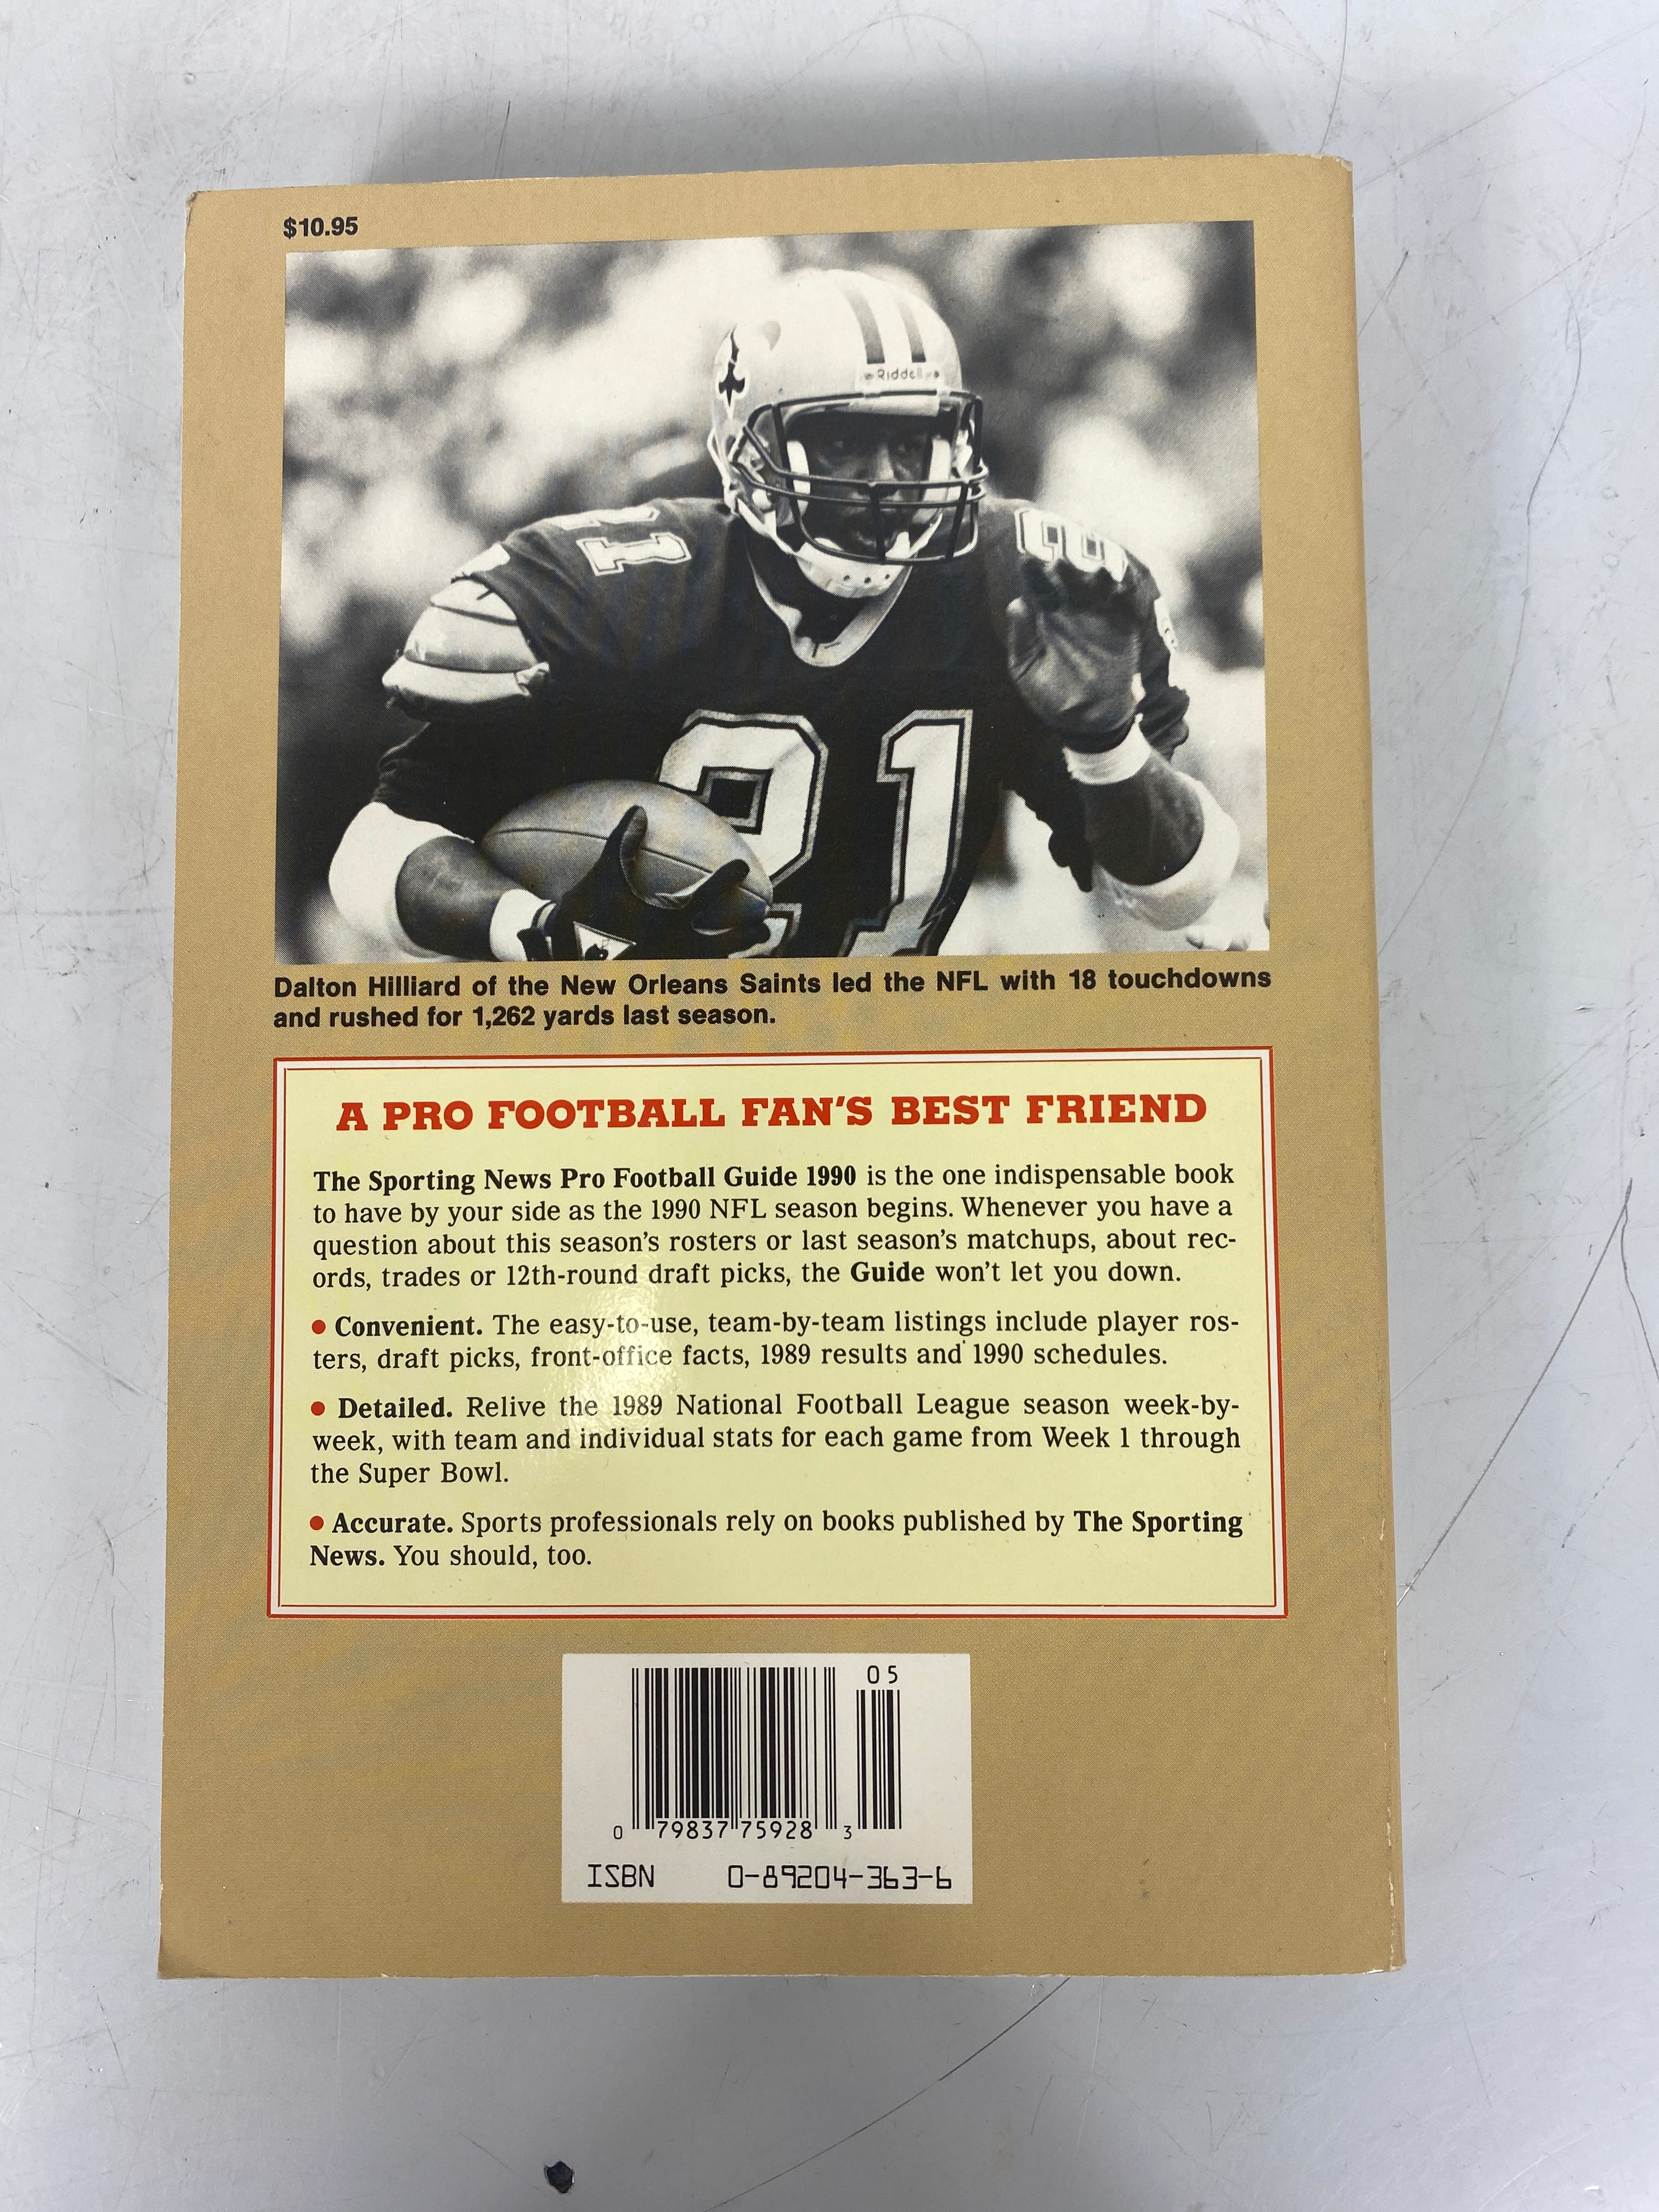 $10.95
Riddell
21
Dalton Hilliard of the New Orleans Saints led the NFL with 18 touchdowns
and rushed for 1,262 yards last season.
A PRO FOOTBALL FAN'S BEST FRIEND
The Sporting News Pro Football Guide 1990 is the one indispensable book
to have by your side as the 1990 NFL season begins. Whenever you have a
question about this season's rosters or last season's matchups, about rec-
ords, trades or 12th-round draft picks, the Guide won't let you down.
• Convenient. The easy-to-use, team-by-team listings include player ros-
ters, draft picks, front-office facts, 1989 results and 1990 schedules.
• Detailed. Relive the 1989 National Football League season week-by-
week, with team and individual stats for each game from Week 1 through
the Super Bowl.
• Accurate. Sports professionals rely on books published by The Sporting
News. You should, too.
05
0 79837 75928 3
ISBN 0-89204-363-6